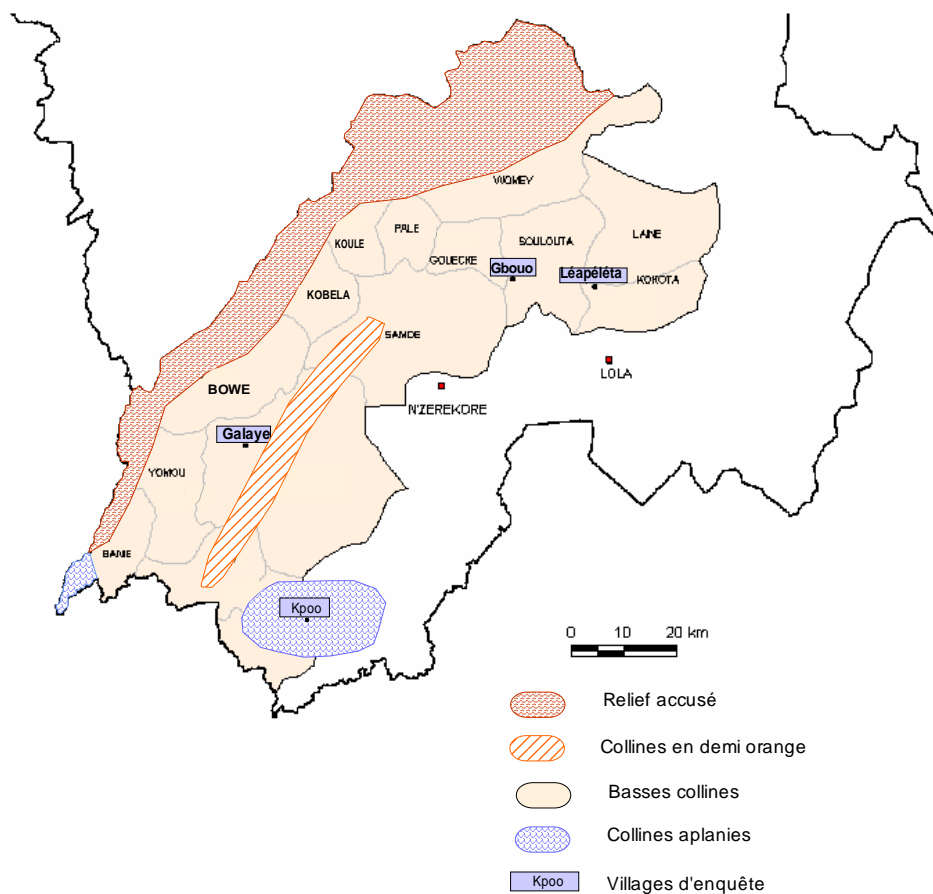 WOMEY
PALE
KOULE
SOULOUTA
LAINE
GOUECKE
Gbouo
Léapéléta
KOKOTA
KOBELA
SAMOE
LOLA
BOWE
N'ZEREKORE
Galaye
YOMOU
BANIE
Kpoo
0 10 20 km
Relief accusé
Collines en demi orange
Basses collines
Collines aplanies
Kpoo Villages d'enquête